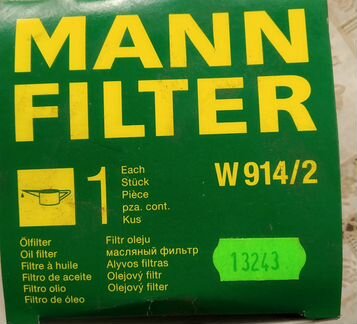 MANN
FILTER
W 914/2
1
Each
Stück
Pièce
pza. cont.
Kus
Ölfilter
Oil filter
Filtre à huile
Filtro de aceite
Filtro olio
Filtro de óleo
Filtr oleju
масляный фильтр
Alyvos filtras
Olejový filtr
Olejový filter
13243